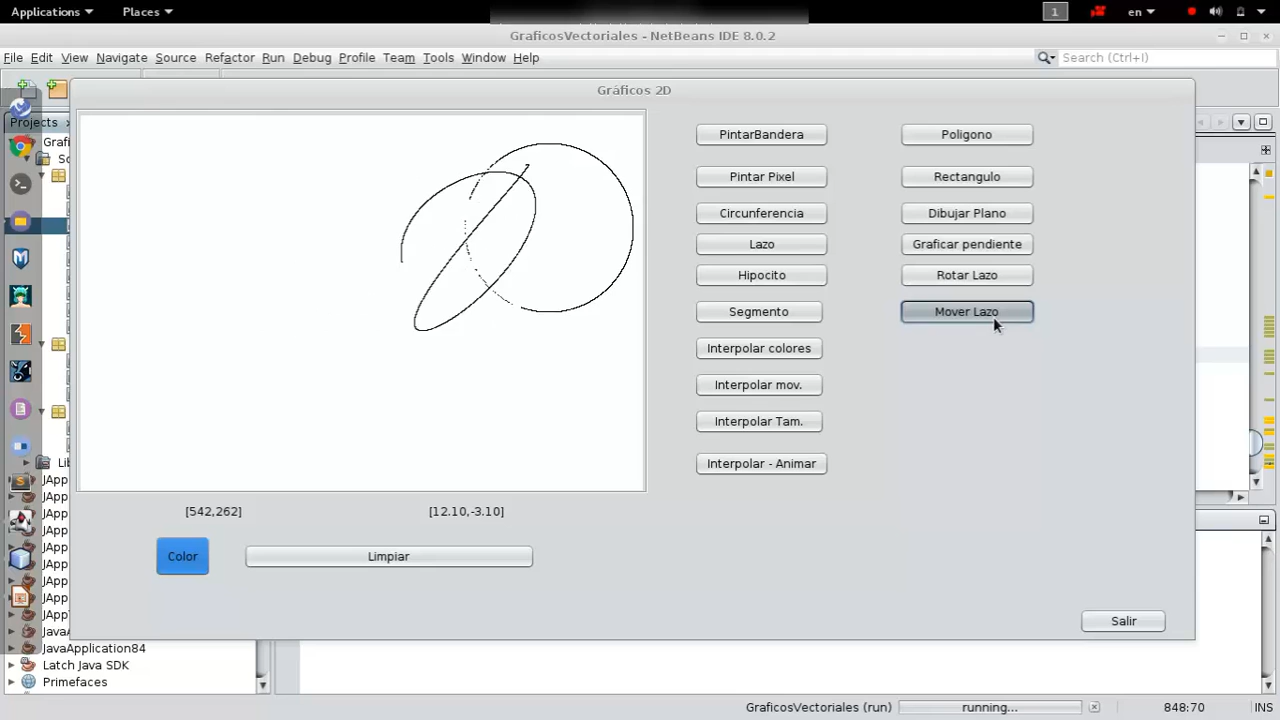 Applications Places 1 en
GraficosVectoriales - NetBeans IDE 8.0.2
File Edit View Navigate Source Refactor Run Debug Profile Team Tools Window Help Search (Ctrl+I)
Gráficos 2D
Projects
Grafi
So
Lib
PintarBandera Poligono
Pintar Pixel Rectangulo
Circunferencia Dibujar Plano
Lazo Graficar pendiente
Hipocito Rotar Lazo
Segmento Mover Lazo
Interpolar colores
Interpolar mov.
Interpolar Tam.
Interpolar - Animar
[542,262] [12.10,-3.10]
Color Limpiar
Salir
JApp
JApp
JApp
JApp
JApp
JApp
JApp
JApp
JApp
JavaA
JavaApplication84
Latch Java SDK
Primefaces
GraficosVectoriales (run) running... 848:70 INS